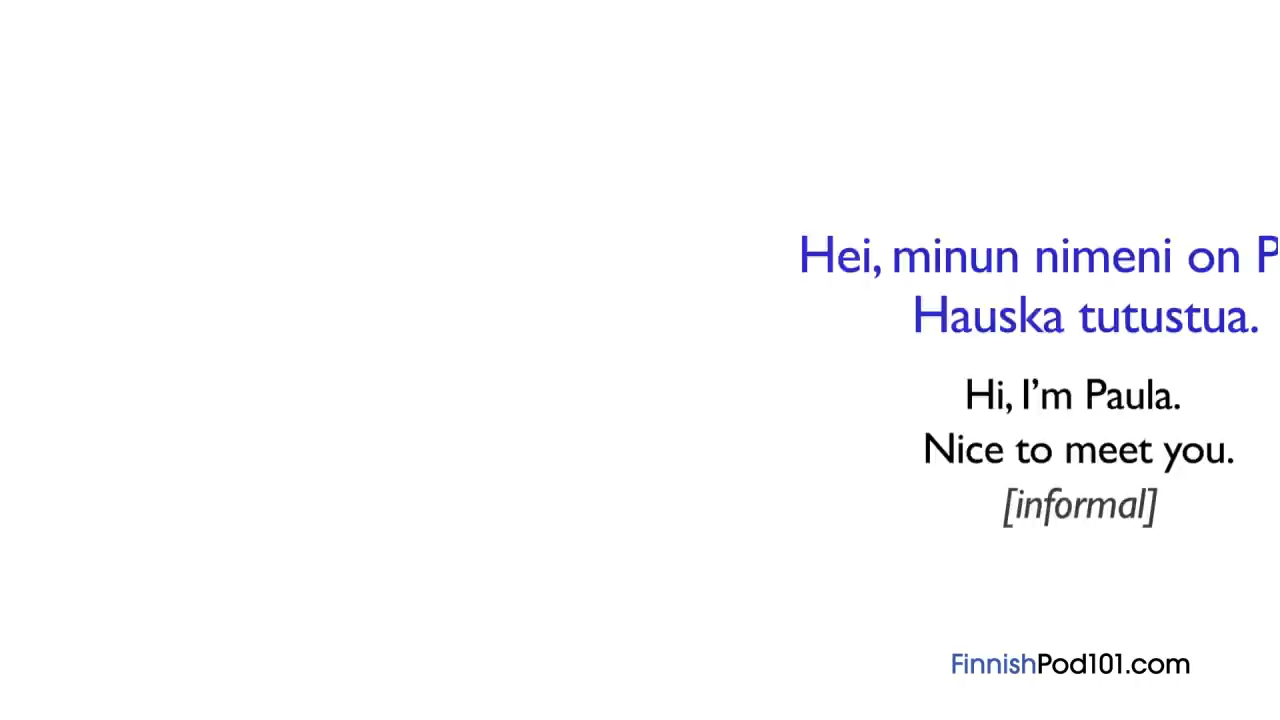 Hei, minun nimeni on P
Hauska tutustua.
Hi, I'm Paula.
Nice to meet you.
[informal]
FinnishPod101.com